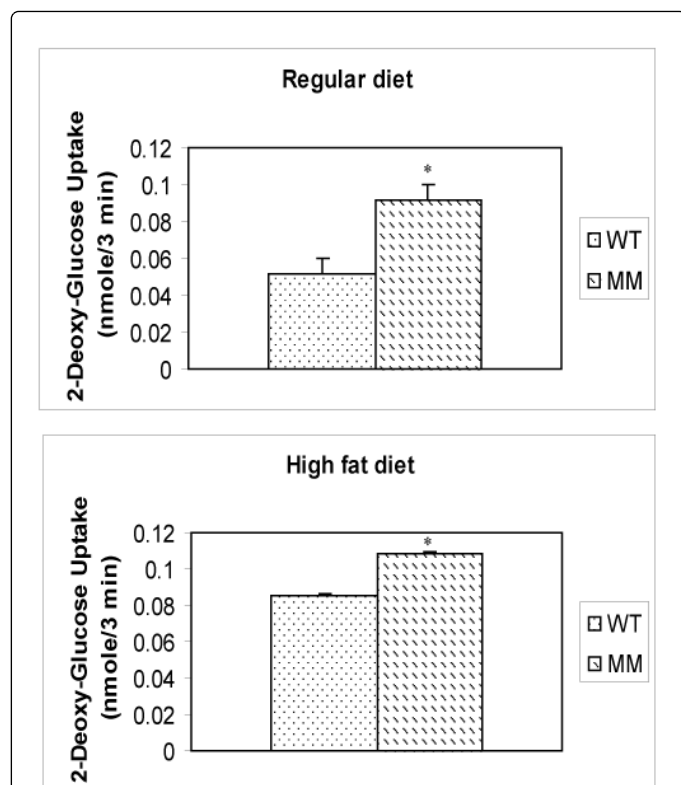 Regular diet
2-Deoxy-Glucose Uptake
(nmole/3 min)
0.12
0.1
0.08
0.06
0.04
0.02
0
*
WT
MM
High fat diet
2-Deoxy-Glucose Uptake
(nmole/3 min)
0.12
0.1
0.08
0.06
0.04
0.02
0
*
WT
MM